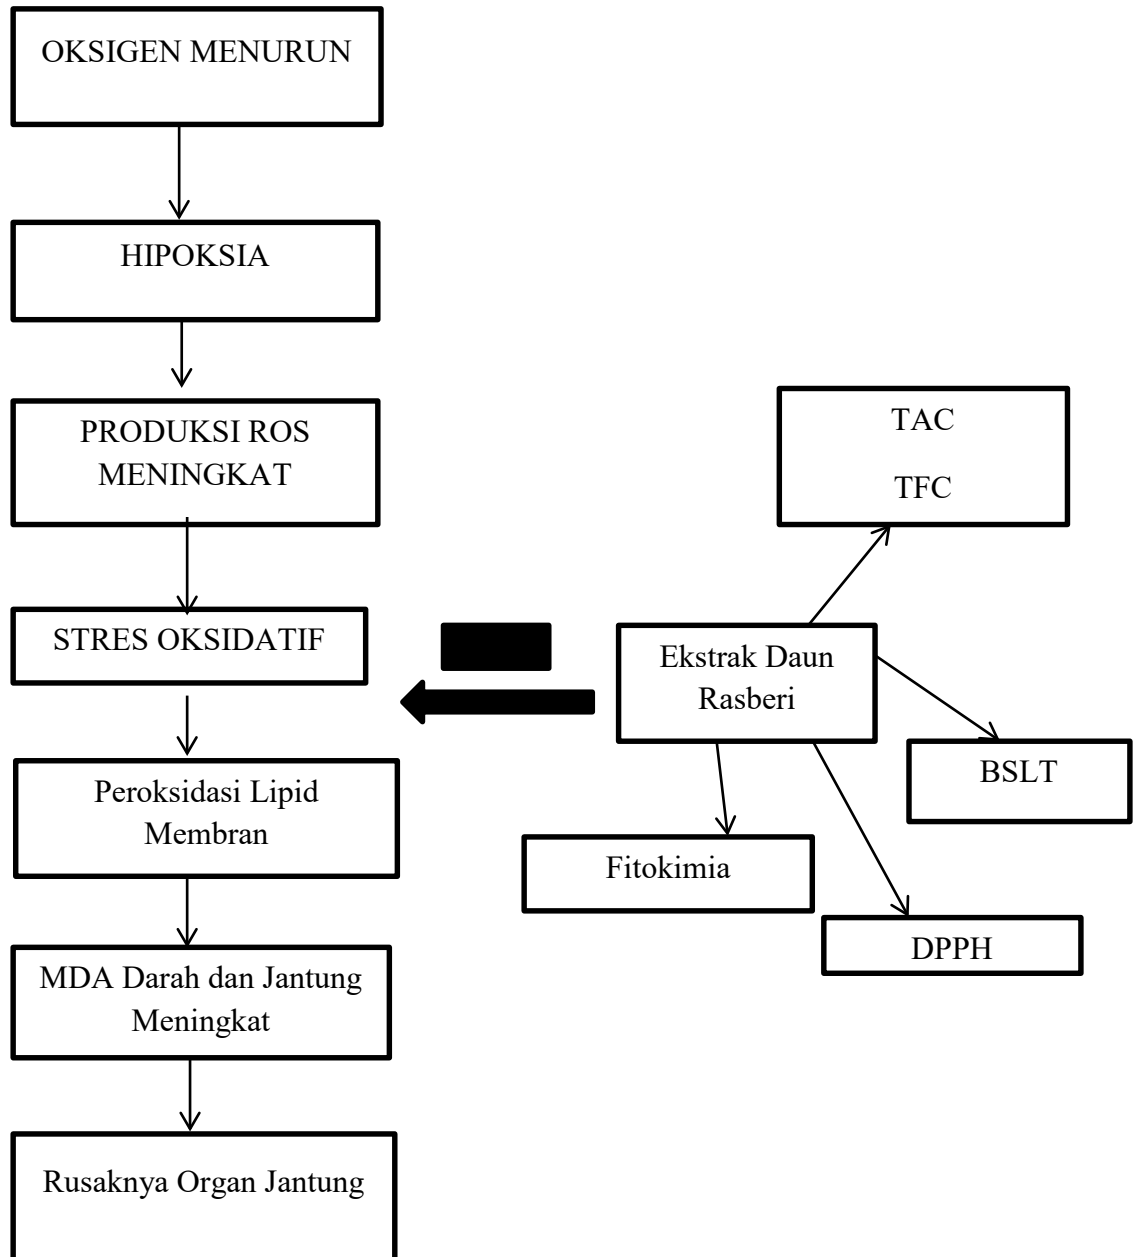 OKSIGEN MENURUN
HIPOKSIA
PRODUKSI ROS
MENINGKAT
STRES OKSIDATIF
Peroksidasi Lipid
Membran
MDA Darah dan Jantung
Meningkat
Rusaknya Organ Jantung
TAC
TFC
Ekstrak Daun
Rasberi
BSLT
Fitokimia
DPPH